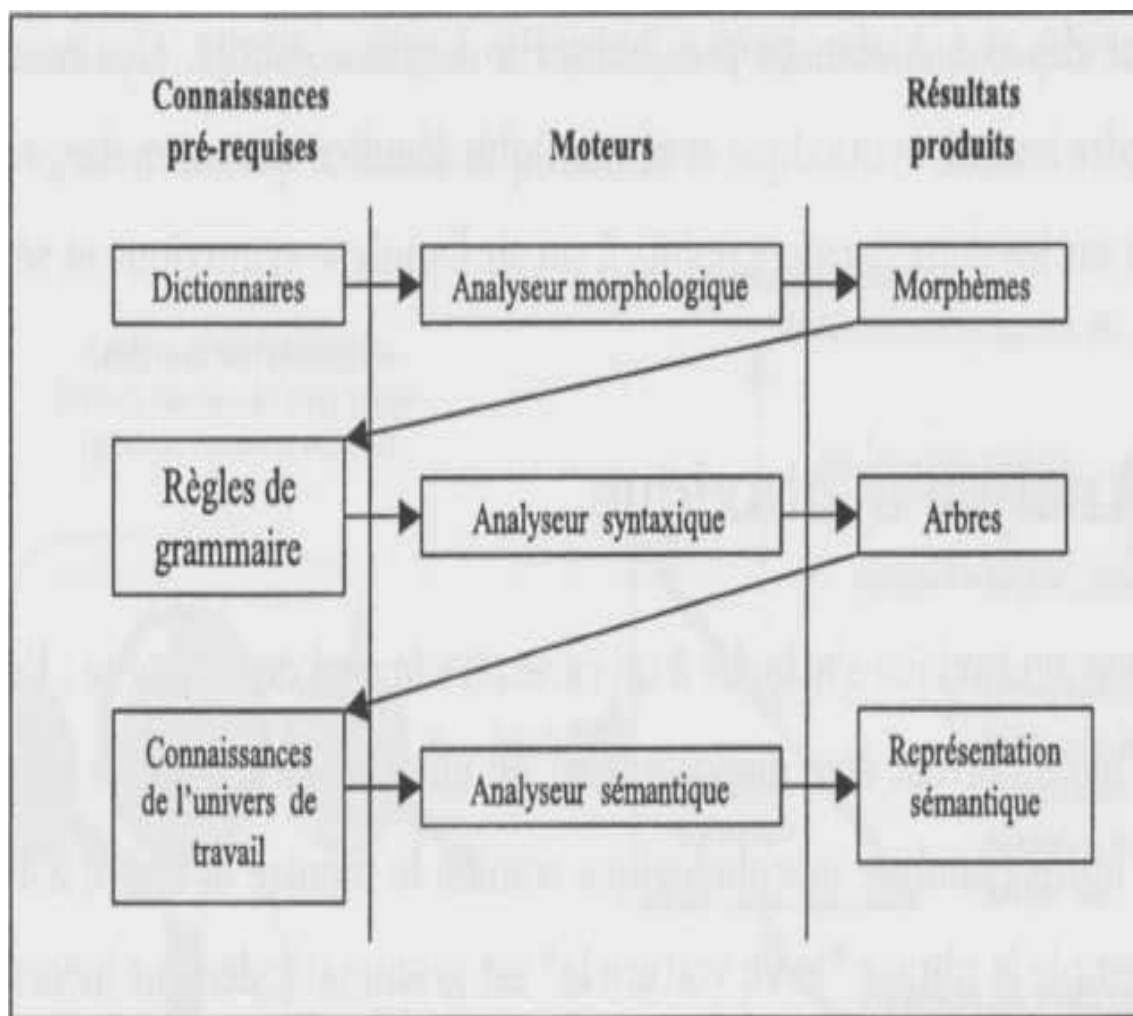 Connaissances
pré-requises
Moteurs
Résultats
produits
Dictionnaires
Analyseur morphologique
Morphèmes
Règles de
grammaire
Analyseur syntaxique
Arbres
Connaissances
de l'univers de
travail
Analyseur sémantique
Représentation
sémantique